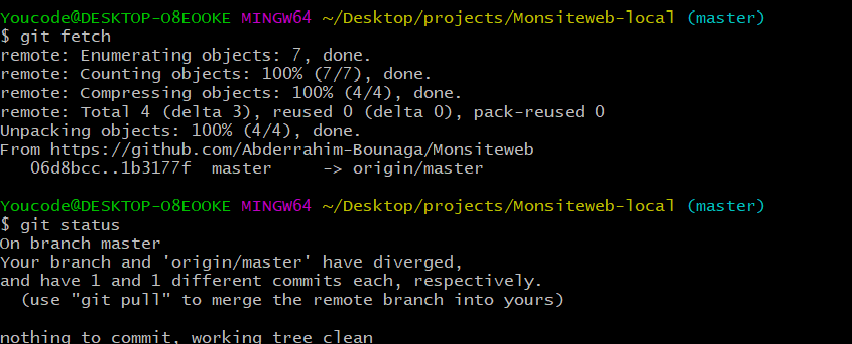 Youcode@DESKTOP-O8EOOKE MINGW64 ~/Desktop/projects/Monsiteweb-local (master)
$ git fetch
remote: Enumerating objects: 7, done.
remote: Counting objects: 100% (7/7), done.
remote: Compressing objects: 100% (4/4), done.
remote: Total 4 (delta 3), reused 0 (delta 0), pack-reused 0
Unpacking objects: 100% (4/4), done.
From https://github.com/Abderrahim-Bounaga/Monsiteweb
   06d8bcc..1b3177f  master     -> origin/master

Youcode@DESKTOP-O8EOOKE MINGW64 ~/Desktop/projects/Monsiteweb-local (master)
$ git status
On branch master
Your branch and 'origin/master' have diverged,
and have 1 and 1 different commits each, respectively.
  (use "git pull" to merge the remote branch into yours)

nothing to commit, working tree clean